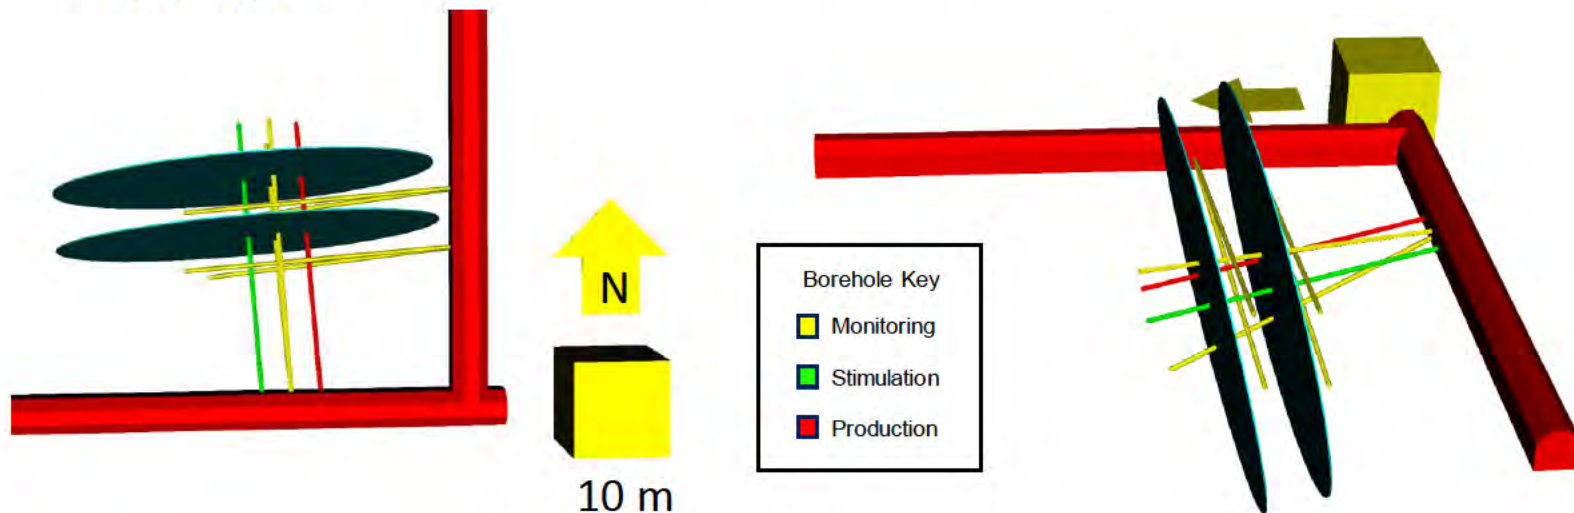 N
10 m
Borehole Key
Monitoring
Stimulation
Production